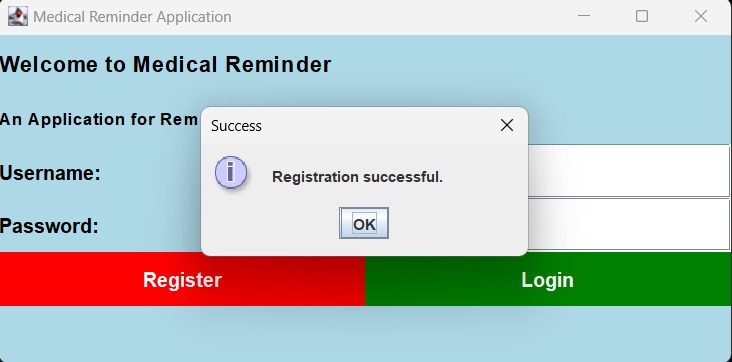 Medical Reminder Application
Welcome to Medical Reminder
An Application for Rem
Success
Registration successful.
OK
Username:
Password:
Register
Login